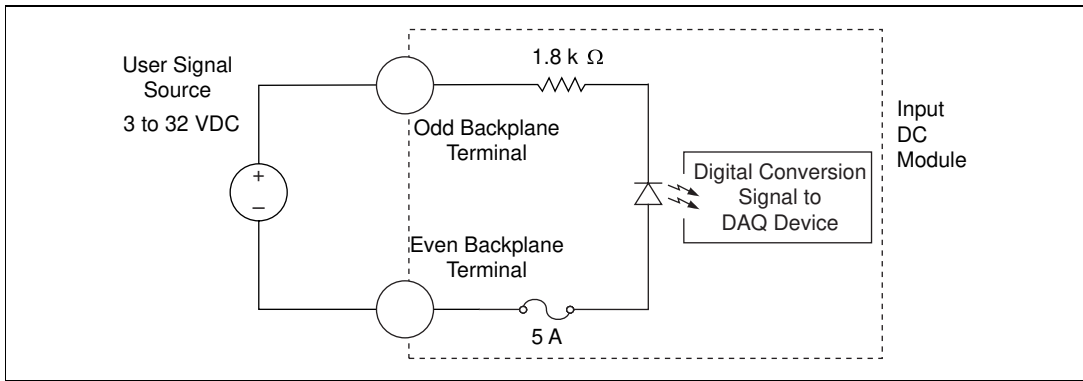 User Signal
Source
3 to 32 VDC
+
–
1.8 k Ω
Odd Backplane
Terminal
Even Backplane
Terminal
5 A
Digital Conversion
Signal to
DAQ Device
Input
DC
Module